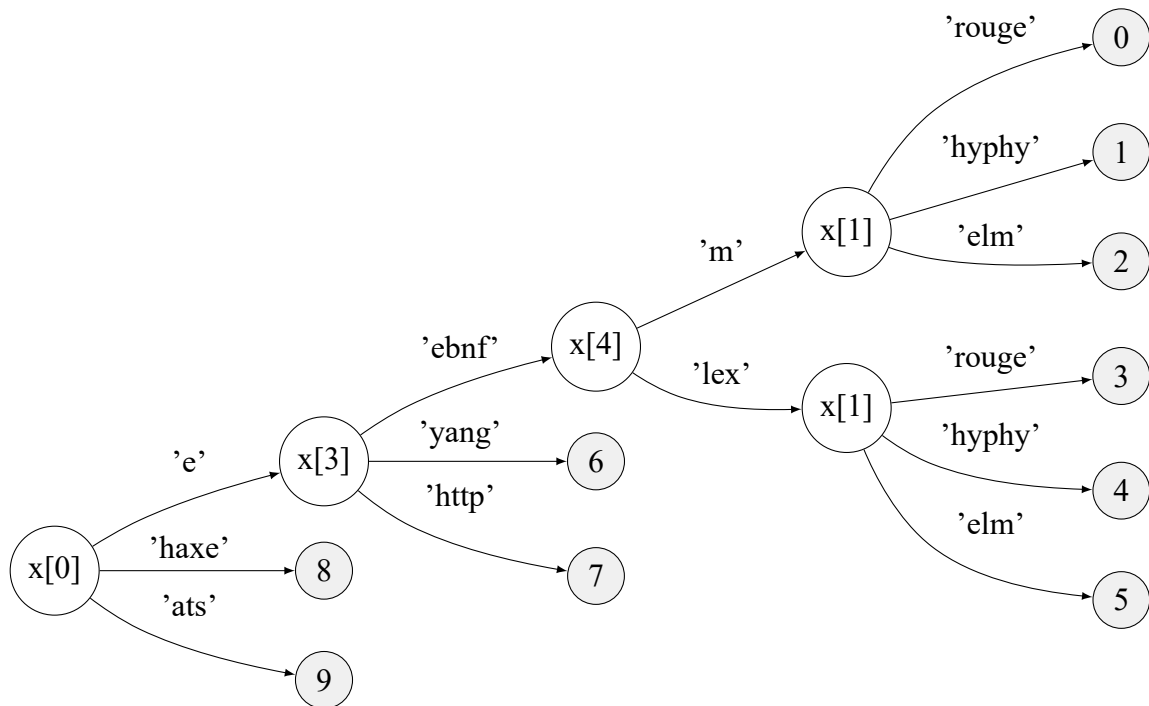 ’rouge’
0
’hyphy’
1
’elm’
2
x[1]
’m’
x[4]
’ebnf’
’lex’
x[1]
’rouge’
3
’hyphy’
4
’elm’
5
x[3]
’e’
’yang’
6
’http’
7
x[0]
’haxe’
8
’ats’
9